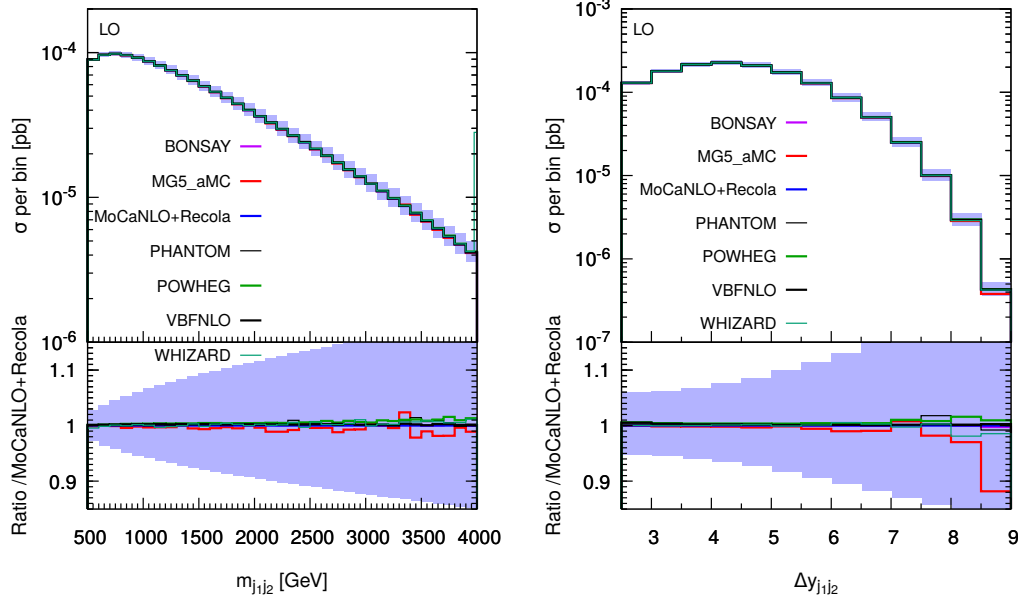 LO
σ per bin [pb]
10-4
10-5
10-6
BONSAY
MG5_aMC
MoCaNLO+Recola
PHANTOM
POWHEG
VBFNLO
WHIZARD
Ratio /MoCaNLO+Recola
1.1
1
0.9
500 1000 1500 2000 2500 3000 3500 4000
mj1j2 [GeV]
LO
σ per bin [pb]
10-3
10-4
10-5
10-6
10-7
BONSAY
MG5_aMC
MoCaNLO+Recola
PHANTOM
POWHEG
VBFNLO
WHIZARD
Ratio /MoCaNLO+Recola
1.1
1
0.9
3 4 5 6 7 8 9
Δyj1j2